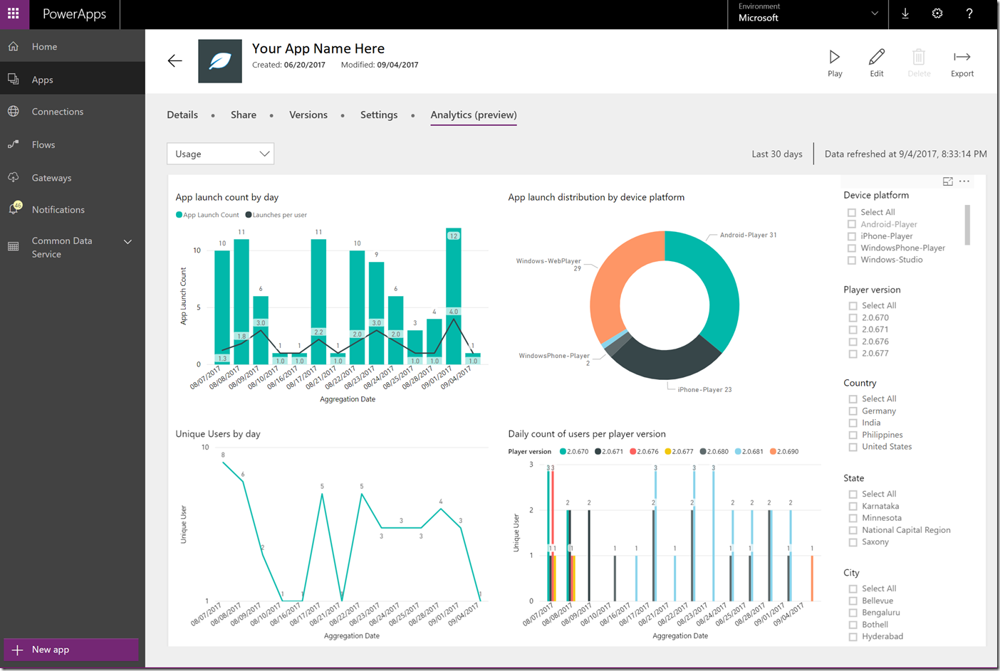 PowerApps
Environment
Microsoft
?
Home
Apps
Connections
Flows
Gateways
46
Notifications
Common Data
Service
New app
Your App Name Here
Created: 06/20/2017 Modified: 09/04/2017
Play
Edit
Delete
Export
Details • Share • Versions • Settings • Analytics (preview)
Usage
Last 30 days
Data refreshed at 9/4/2017, 8:33:14 PM
App launch count by day
App Launch Count Launches per user
App Launch Count
10
5
0
10 11 6 1 1 11 1 10 9 6 3 4 12 1
1.3 1.8 3.0 1.0 1.0 2.2 1.0 2.0 3.0 2.0 1.0 1.0 4.0 1.0
08/07/2017 08/08/2017 08/09/2017 08/10/2017 08/16/2017 08/17/2017 08/21/2017 08/22/2017 08/23/2017 08/24/2017 08/25/2017 08/28/2017 09/01/2017 09/04/2017
Aggregation Date
App launch distribution by device platform
Android-Player 31
Windows-WebPlayer
29
WindowsPhone-Player
2
iPhone-Player 23
Unique Users by day
Unique User
10
1
8 6 2 1 1 5 1 5 3 3 3 4 3 1
08/07/2017 08/08/2017 08/09/2017 08/10/2017 08/16/2017 08/17/2017 08/21/2017 08/22/2017 08/23/2017 08/24/2017 08/25/2017 08/28/2017 09/01/2017 09/04/2017
Aggregation Date
Daily count of users per player version
Player version 2.0.670 2.0.671 2.0.676 2.0.677 2.0.680 2.0.681 2.0.690
Unique User
3
2
1
0
3 3 3 3 3
2 2 2 2 2 2 2 2
1 1 1 1 1 1 1 1 1 1
08/07/2017 08/08/2017 08/09/2017 08/10/2017 08/16/2017 08/17/2017 08/21/2017 08/22/2017 08/23/2017 08/24/2017 08/25/2017 08/28/2017 09/01/2017 09/04/2017
Aggregation Date
Device platform
Select All
Android-Player
iPhone-Player
WindowsPhone-Player
Windows-Studio
Player version
Select All
2.0.670
2.0.671
2.0.676
2.0.677
Country
Select All
Germany
India
Philippines
United States
State
Select All
Karnataka
Minnesota
National Capital Region
Saxony
City
Select All
Bellevue
Bengaluru
Bothell
Hyderabad